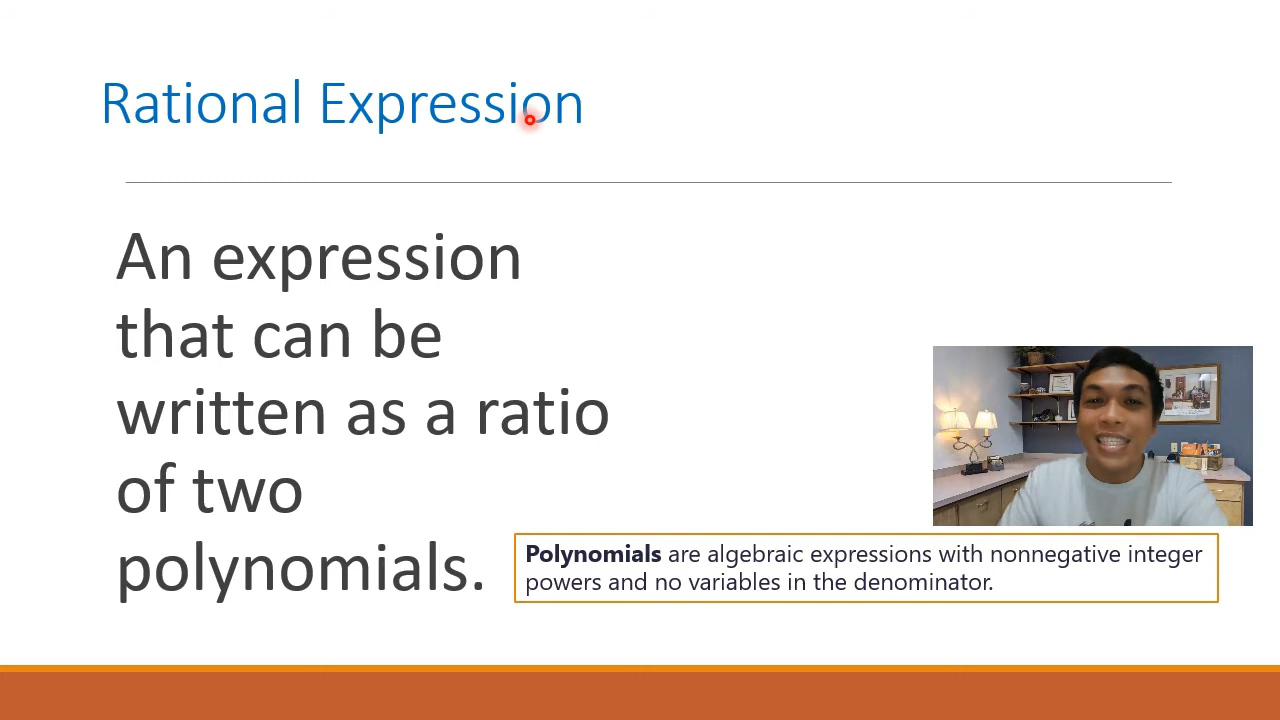 Rational Expression
An expression
that can be
written as a ratio
of two
polynomials.
Polynomials are algebraic expressions with nonnegative integer
powers and no variables in the denominator.